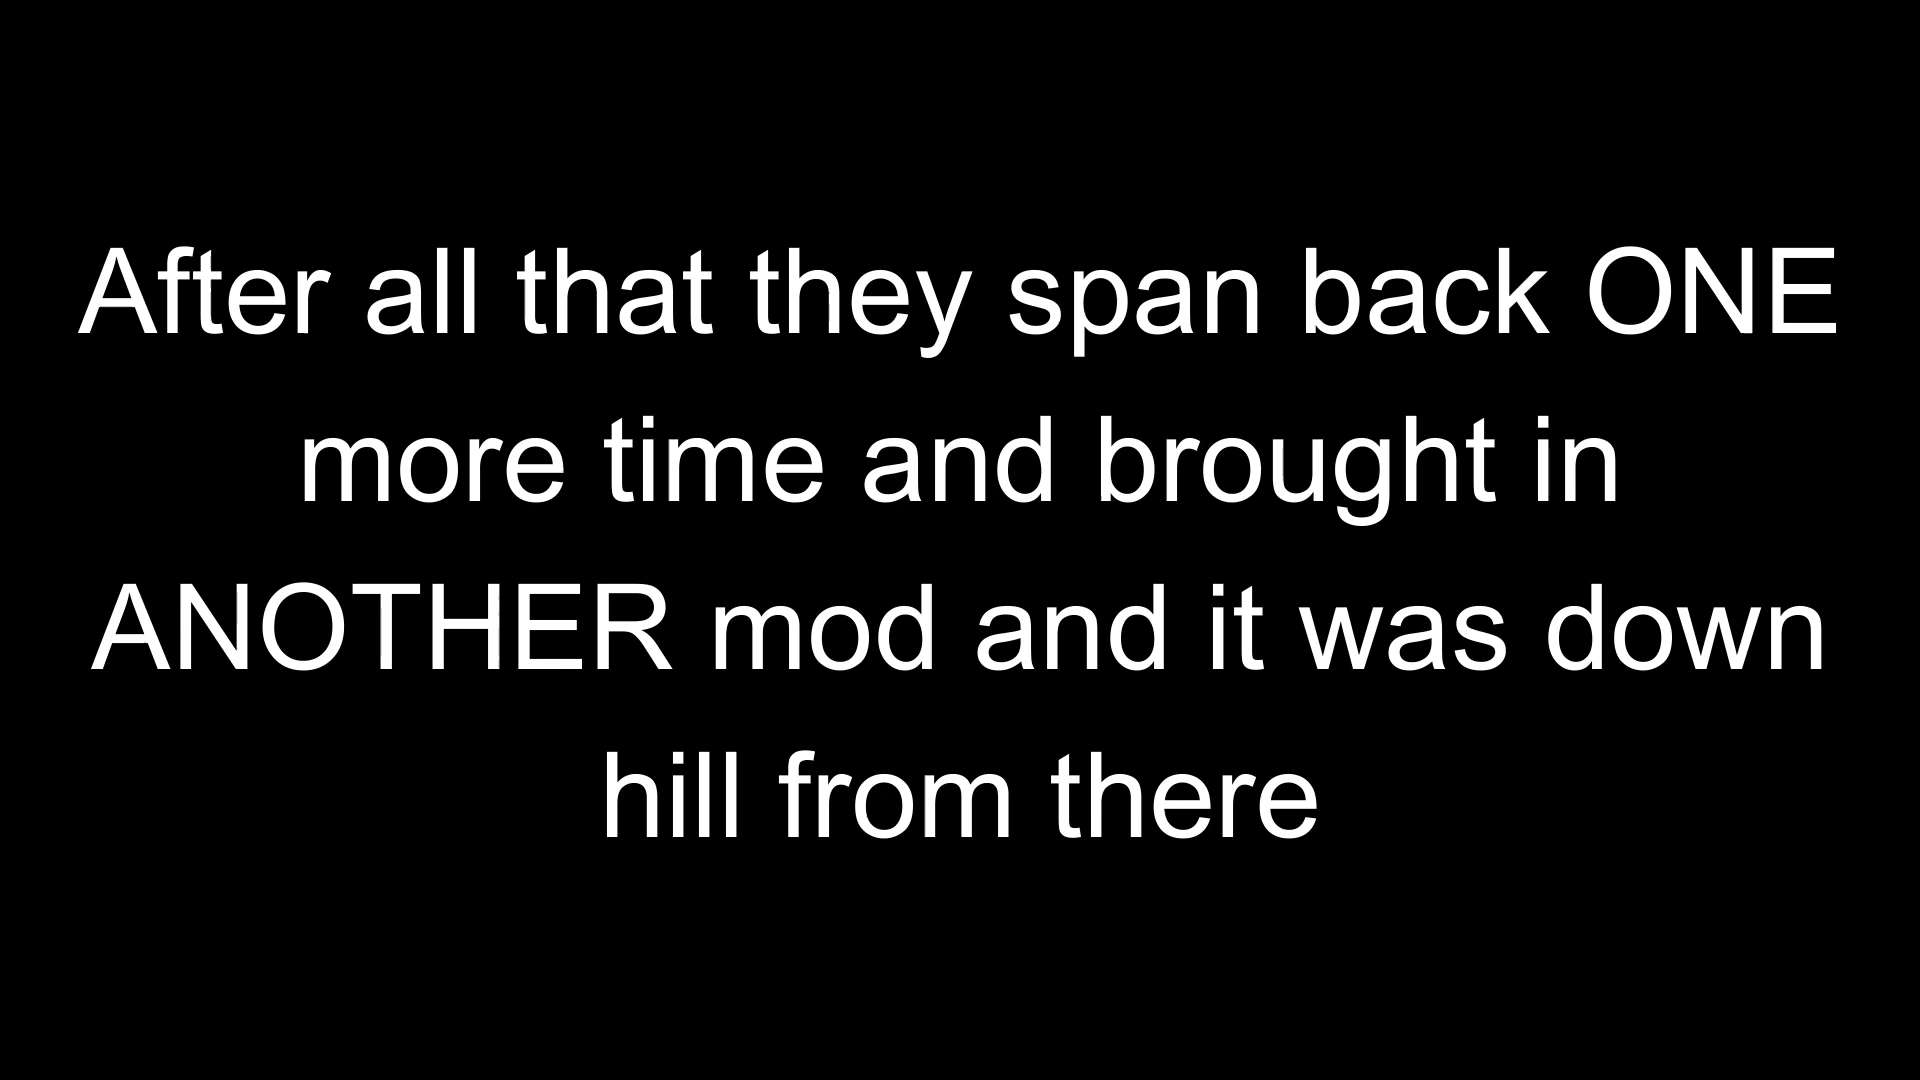 After all that they span back ONE
more time and brought in
ANOTHER mod and it was down
hill from there